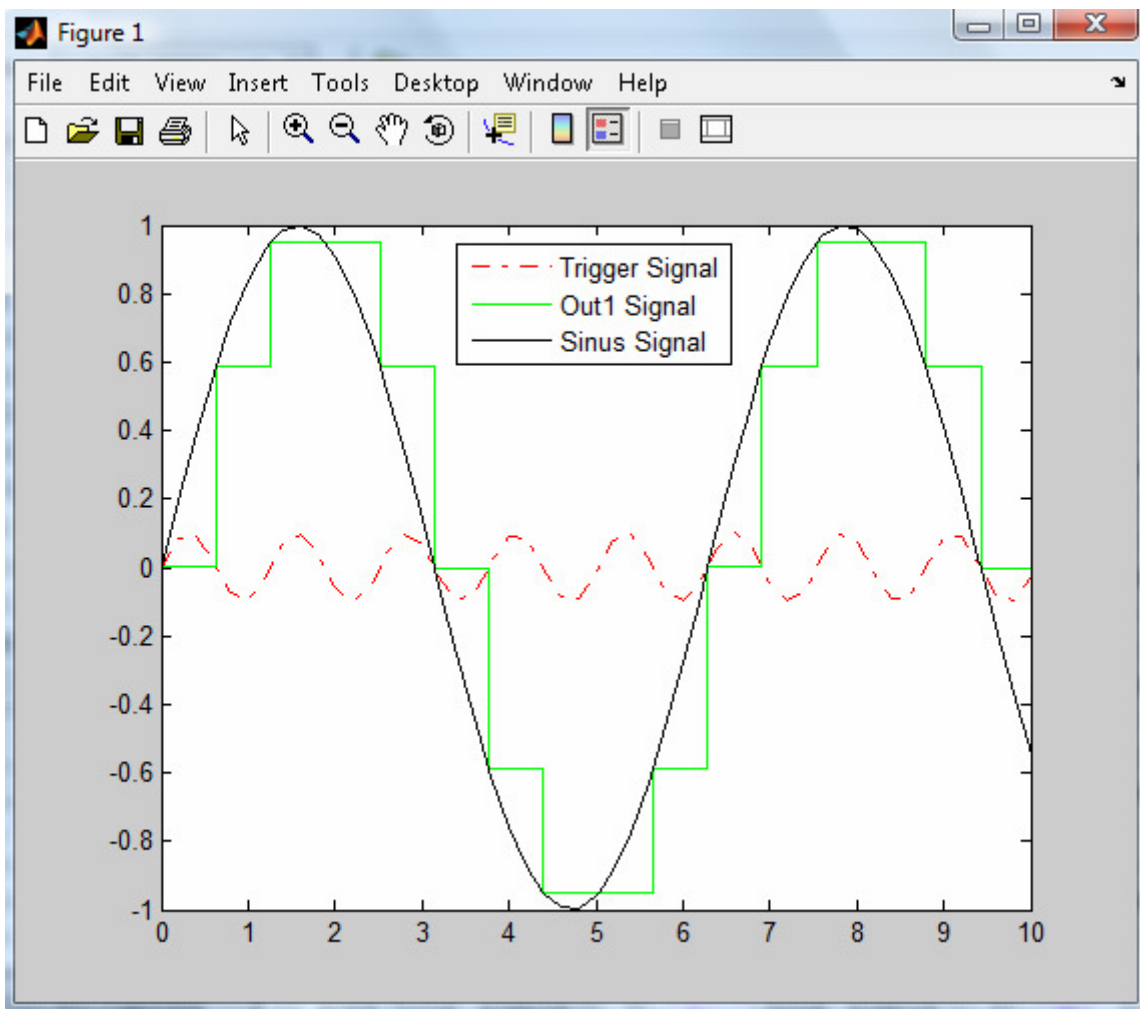 Figure 1
File Edit View Insert Tools Desktop Window Help
1
0.8
0.6
0.4
0.2
0
-0.2
-0.4
-0.6
-0.8
-1
Trigger Signal
Out1 Signal
Sinus Signal
0 1 2 3 4 5 6 7 8 9 10